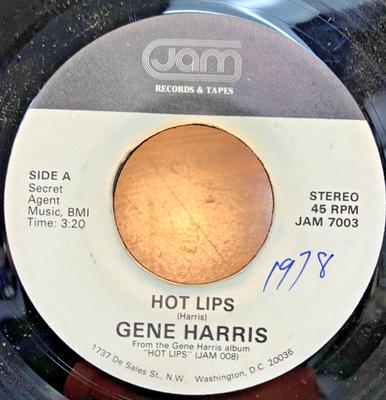 Jam
RECORDS & TAPES
SIDE A
Secret
Agent
Music, BMI
Time: 3:20
STEREO
45 RPM
JAM 7003
1978
HOT LIPS
(Harris)
GENE HARRIS
From the Gene Harris album
"HOT LIPS" (JAM 008)
1737 De Sales St., N.W. Washington, D.C. 20036